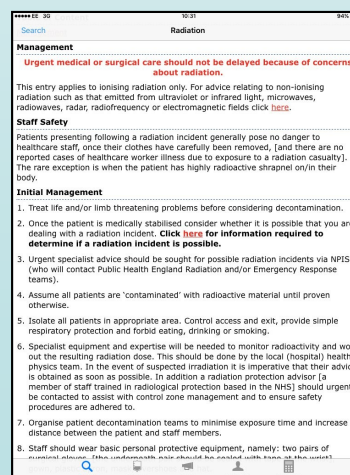 EE 3G 10:31 94%
Search Radiation
Management
Urgent medical or surgical care should not be delayed because of concerns
about radiation.
This entry applies to ionising radiation only. For advice relating to non-ionising
radiation such as that emitted from ultraviolet or infrared light, microwaves,
radiowaves, radar, radiofrequency or electromagnetic fields click here.
Staff Safety
Patients presenting following a radiation incident generally pose no danger to
healthcare staff, once their clothes have carefully been removed, [and there are no
reported cases of healthcare worker illness due to exposure to a radiation casualty].
The rare exception is when the patient has highly radioactive shrapnel on/in their
body.
Initial Management
1. Treat life and/or limb threatening problems before considering decontamination.
2. Once the patient is medically stabilised consider whether it is possible that you are
dealing with a radiation incident. Click here for information required to
determine if a radiation incident is possible.
3. Urgent specialist advice should be sought for possible radiation incidents via NPIS
(who will contact Public Health England Radiation and/or Emergency Response
teams).
4. Assume all patients are ‘contaminated’ with radioactive material until proven
otherwise.
5. Isolate all patients in appropriate area. Control access and exit, provide simple
respiratory protection and forbid eating, drinking or smoking.
6. Specialist equipment and expertise will be needed to monitor radioactivity and wo
out the resulting radiation dose. This should be done by the local (hospital) health
physics team. In the event of suspected irradiation it is imperative that their advic
is obtained as soon as possible. In addition a radiation protection advisor [a
member of staff trained in radiological protection based in the NHS] should urgent
be contacted to assist with control zone management and to ensure safety
procedures are adhered to.
7. Organise patient decontamination teams to minimise exposure time and increase
distance between the patient and staff members.
8. Staff should wear basic personal protective equipment, namely: two pairs of
surgical gloves, [the underneath pair should be sealed with tape at the wrist]